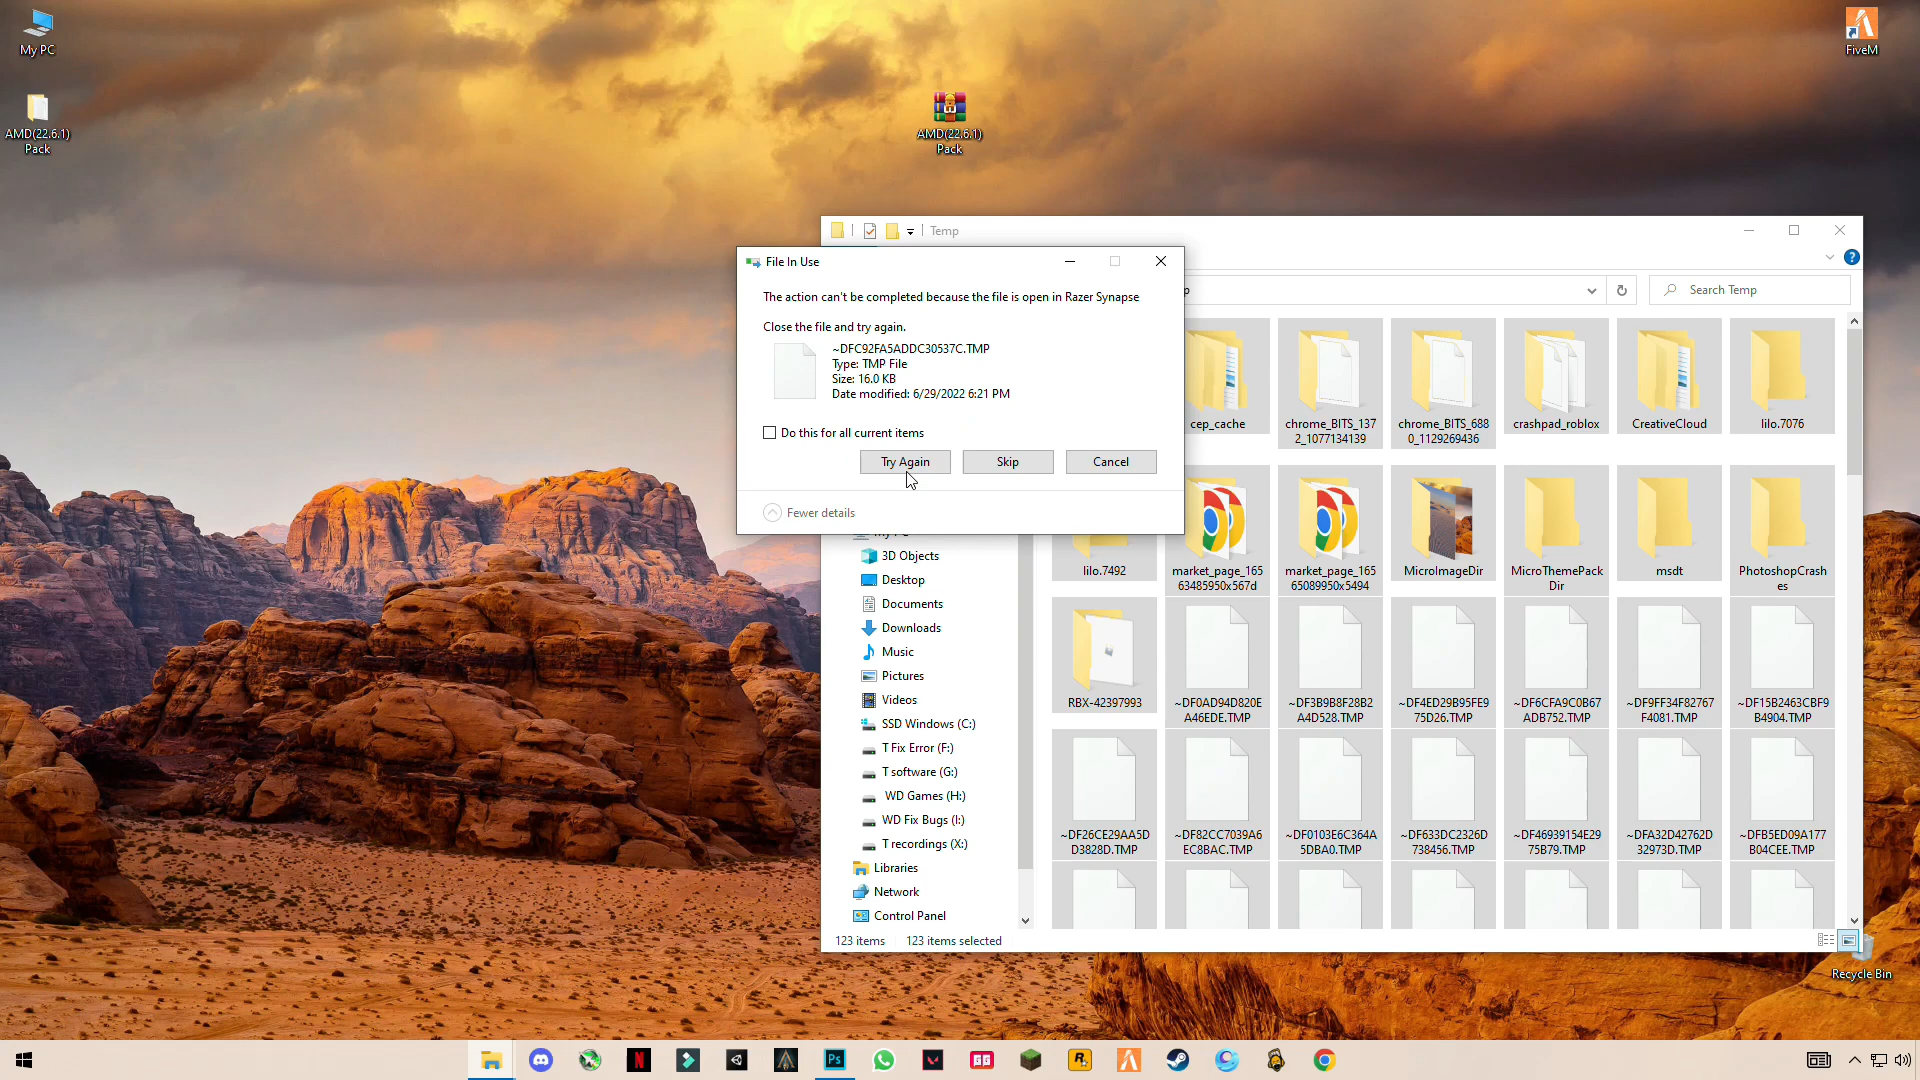 My PC
AMD(22.6.1)
Pack
AMD(22.6.1)
Pack
FiveM
Temp
File In Use
The action can't be completed because the file is open in Razer Synapse
Close the file and try again.
~DFC92FA5ADDC30537C.TMP
Type: TMP File
Size: 16.0 KB
Date modified: 6/29/2022 6:21 PM
Do this for all current items
Try Again
Skip
Cancel
Fewer details
Search Temp
cep_cache
chrome_BITS_137
2_1077134139
chrome_BITS_688
0_1129269436
crashpad_roblox
CreativeCloud
lilo.7076
lilo.7492
market_page_165
63485950x567d
market_page_165
65089950x5494
MicroImageDir
MicroThemePack
Dir
msdt
PhotoshopCrash
es
RBX-42397993
~DF0AD94D820E
A46EDE.TMP
~DF3B9B8F28B2
A4D528.TMP
~DF4ED29B95FE9
75D26.TMP
~DF6CFA9C0B67
ADB752.TMP
~DF9FF34F82767
F4081.TMP
~DF15B2463CBF9
B4904.TMP
~DF26CE29AA5D
D3828D.TMP
~DF82CC7039A6
EC8BAC.TMP
~DF0103E6C364A
5DBA0.TMP
~DF633DC2326D
738456.TMP
~DF46939154E29
75B79.TMP
~DFA32D42762D
32973D.TMP
~DFB5ED09A177
B04CEE.TMP
3D Objects
Desktop
Documents
Downloads
Music
Pictures
Videos
SSD Windows (C:)
T Fix Error (F:)
T software (G:)
WD Games (H:)
WD Fix Bugs (I:)
T recordings (X:)
Libraries
Network
Control Panel
123 items
123 items selected
Recycle Bin